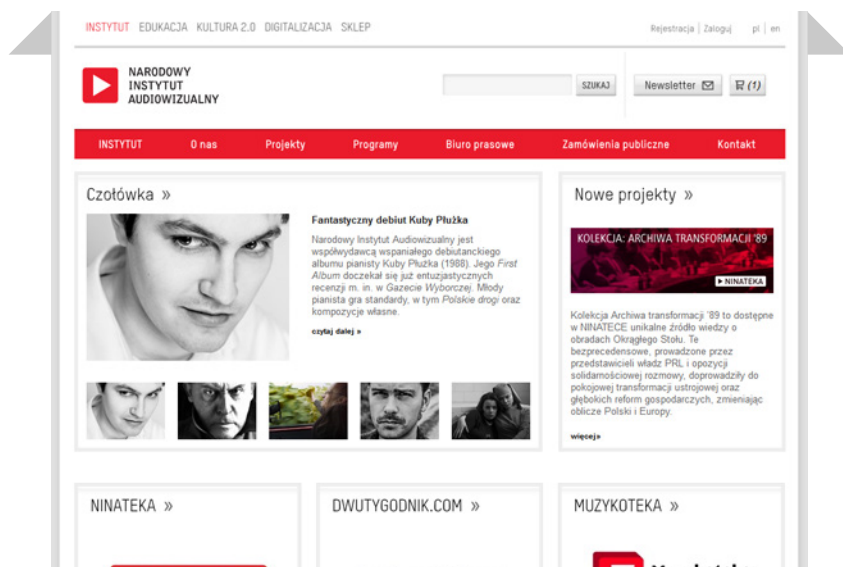 INSTYTUT EDUKACJA KULTURA 2.0 DIGITALIZACJA SKLEP
Rejestracja | Zaloguj pl | en
NARODOWY
INSTYTUT
AUDIOWIZUALNY
SZUKAJ
Newsletter
(1)
INSTYTUT O nas Projekty Programy Biuro prasowe Zamówienia publiczne Kontakt
Czołówka »
Fantastyczny debiut Kuby Płużka
Narodowy Instytut Audiowizualny jest
współwydawcą wspaniałego debiutanckiego
albumu pianisty Kuby Płużka (1988). Jego First
Album doczekał się już entuzjastycznych
recenzji m. in. w Gazecie Wyborczej. Młody
pianista gra standardy, w tym Polskie drogi oraz
kompozycje własne.
czytaj dalej »
Nowe projekty »
KOLEKCJA: ARCHIWA TRANSFORMACJI '89
NINATEKA
Kolekcja Archiwa transformacji '89 to dostępne
w NINATECE unikalne źródło wiedzy o
obradach Okrągłego Stołu. Te
bezprecedensowe, prowadzone przez
przedstawicieli władz PRL i opozycji
solidarnościowej rozmowy, doprowadziły do
pokojowej transformacji ustrojowej oraz
głębokich reform gospodarczych, zmieniając
oblicze Polski i Europy.
więcej»
NINATEKA »
DWUTYGODNIK.COM »
MUZYKOTEKA »